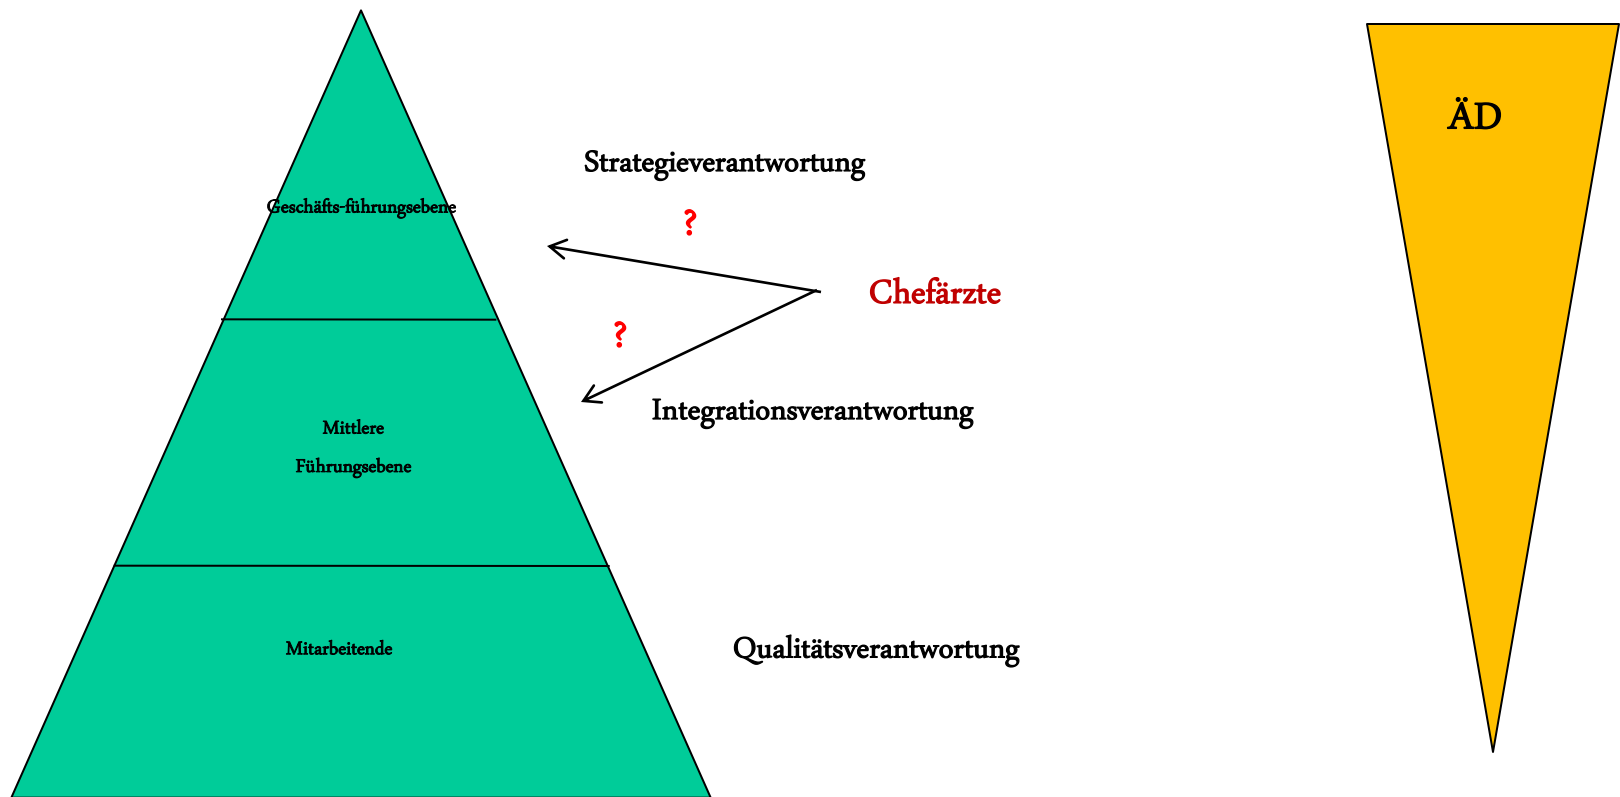 ÄD
Strategieverantwortung
Geschäfts-führungsebene
?
Chefärzte
?
Integrationsverantwortung
Mittlere
Führungsebene
Mitarbeitende
Qualitätsverantwortung